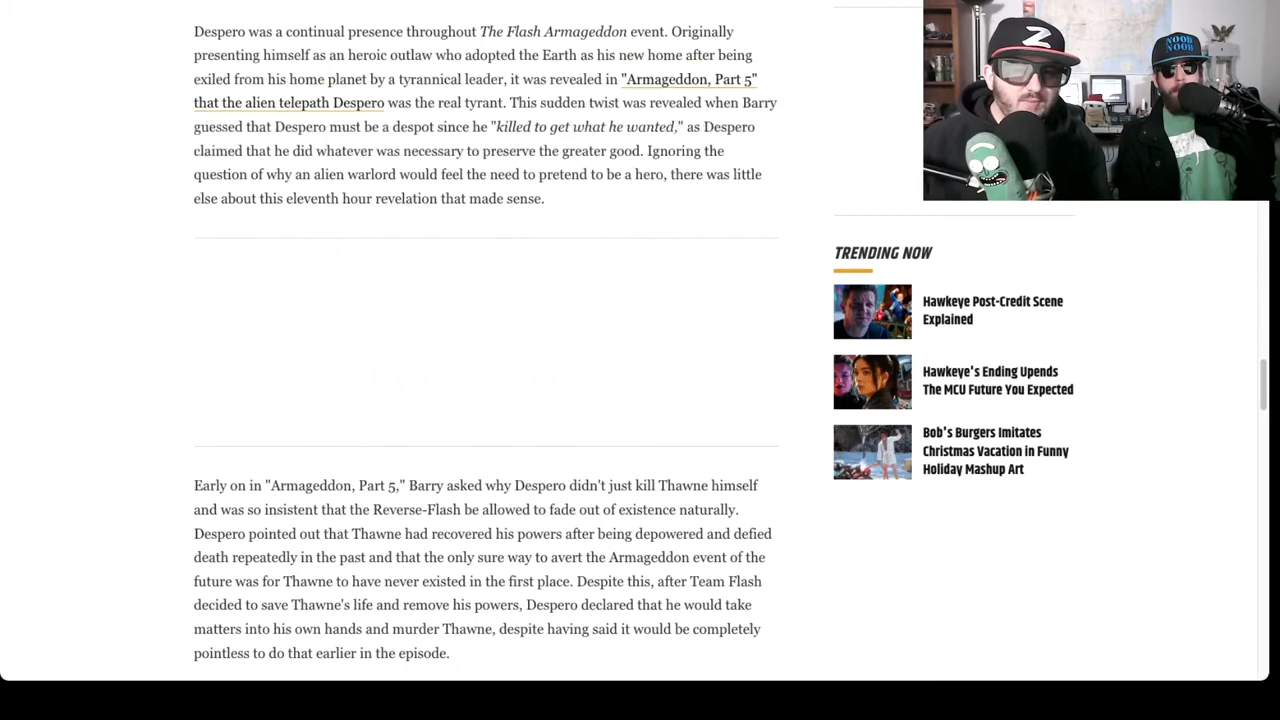 Despero was a continual presence throughout The Flash Armageddon event. Originally
presenting himself as an heroic outlaw who adopted the Earth as his new home after being
exiled from his home planet by a tyrannical leader, it was revealed in "Armageddon, Part 5"
that the alien telepath Despero was the real tyrant. This sudden twist was revealed when Barry
guessed that Despero must be a despot since he "killed to get what he wanted," as Despero
claimed that he did whatever was necessary to preserve the greater good. Ignoring the
question of why an alien warlord would feel the need to pretend to be a hero, there was little
else about this eleventh hour revelation that made sense.
Early on in "Armageddon, Part 5," Barry asked why Despero didn't just kill Thawne himself
and was so insistent that the Reverse-Flash be allowed to fade out of existence naturally.
Despero pointed out that Thawne had recovered his powers after being depowered and defied
death repeatedly in the past and that the only sure way to avert the Armageddon event of the
future was for Thawne to have never existed in the first place. Despite this, after Team Flash
decided to save Thawne's life and remove his powers, Despero declared that he would take
matters into his own hands and murder Thawne, despite having said it would be completely
pointless to do that earlier in the episode.
Z
NOOB
NOOB
TRENDING NOW
Hawkeye Post-Credit Scene
Explained
Hawkeye's Ending Upends
The MCU Future You Expected
Bob's Burgers Imitates
Christmas Vacation in Funny
Holiday Mashup Art